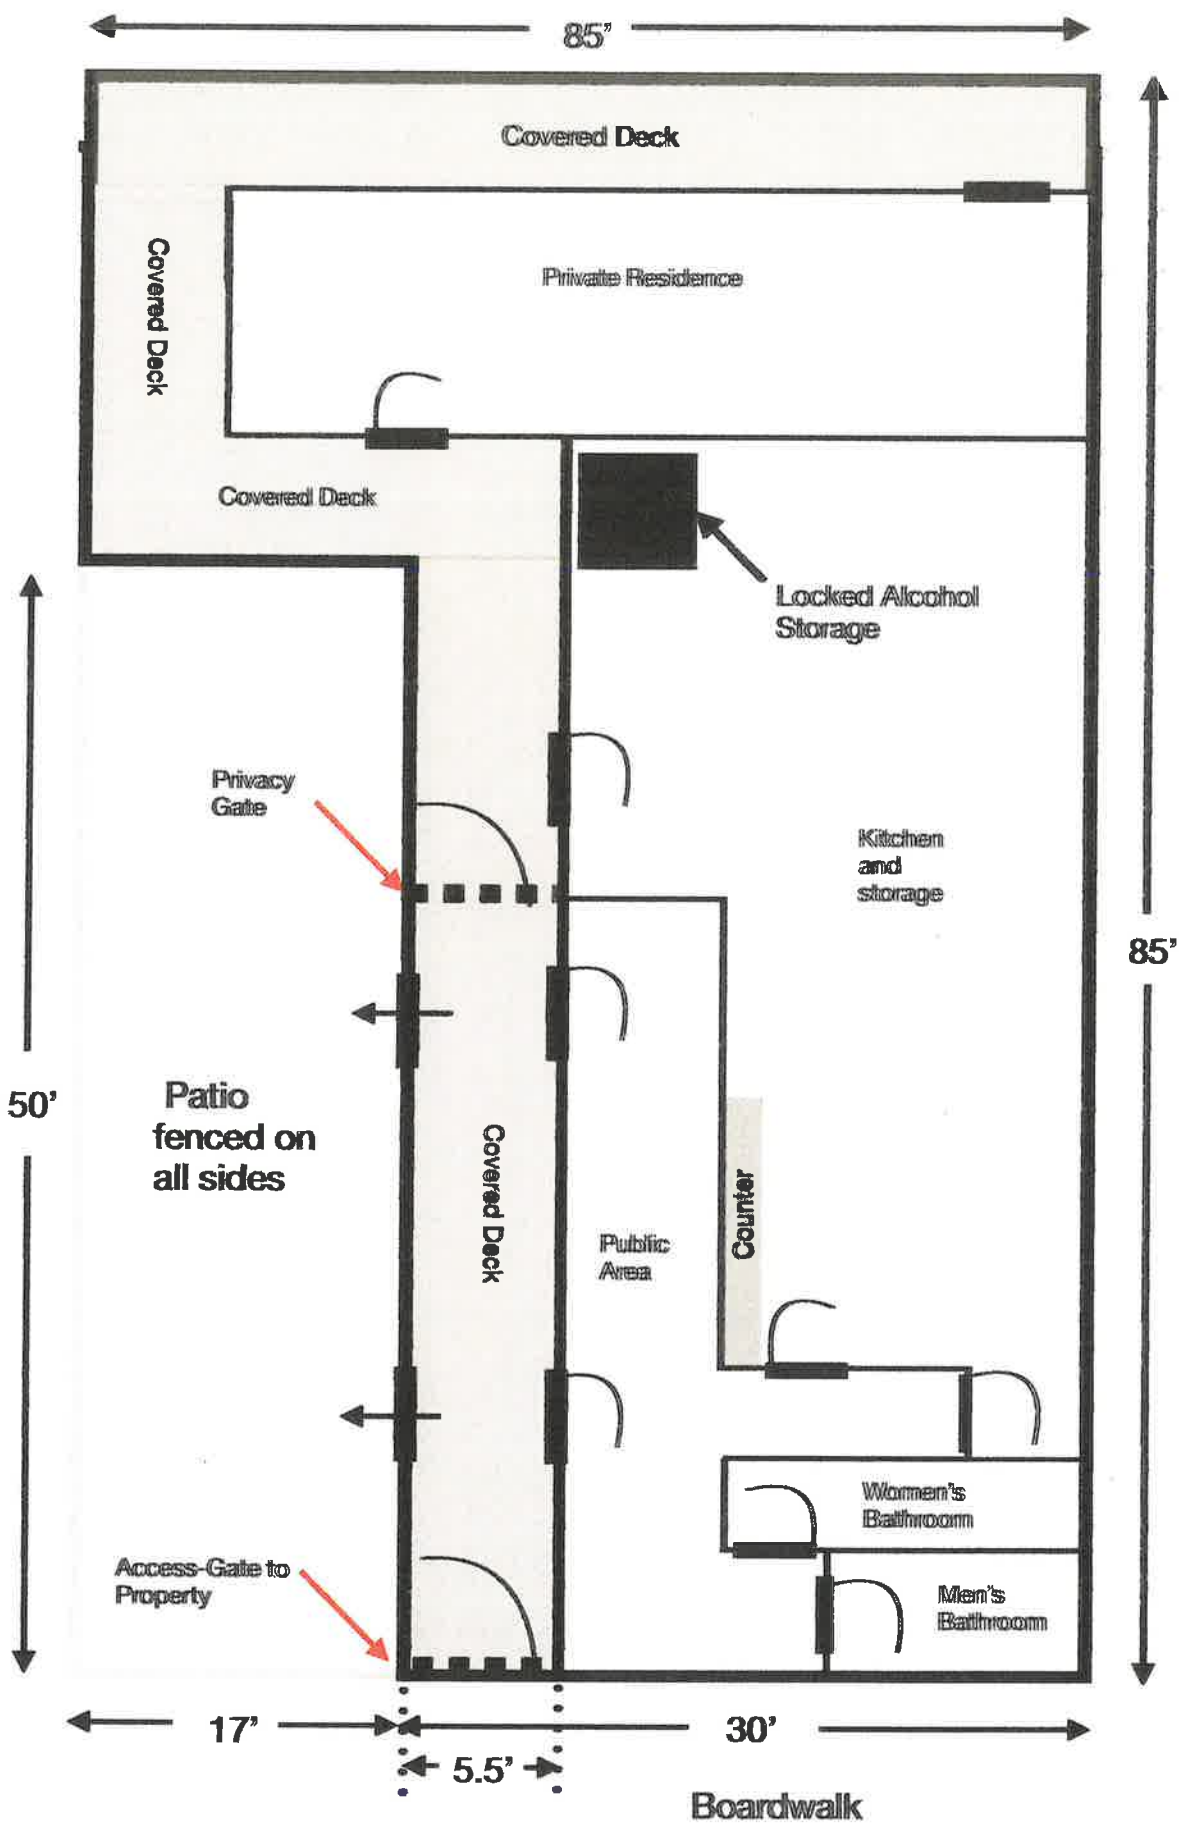 85’
Covered Deck
Covered Deck
Private Residence
Covered Deck
Locked Alcohol
Storage
Privacy
Gate
Kitchen
and
storage
85’
50’
Patio
fenced on
all sides
Covered Deck
Counter
Public
Area
Women’s
Bathroom
Access-Gate to
Property
Men’s
Bathroom
17’
30’
5.5’
Boardwalk